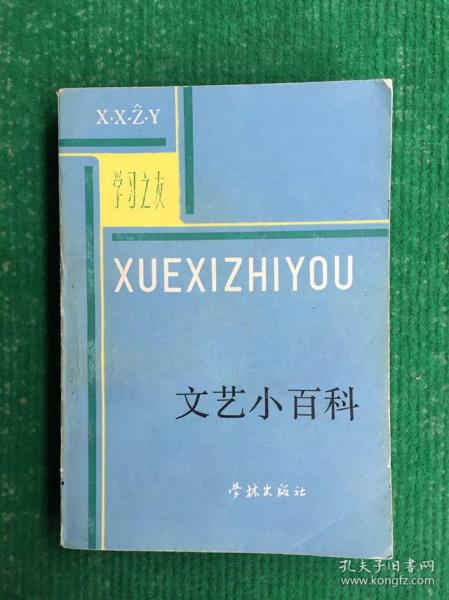 X·X·Ẑ·Y
学习之友
XUEXIZHIYOU
文艺小百科
学林出版社
孔夫子旧书网
www.kongfz.com